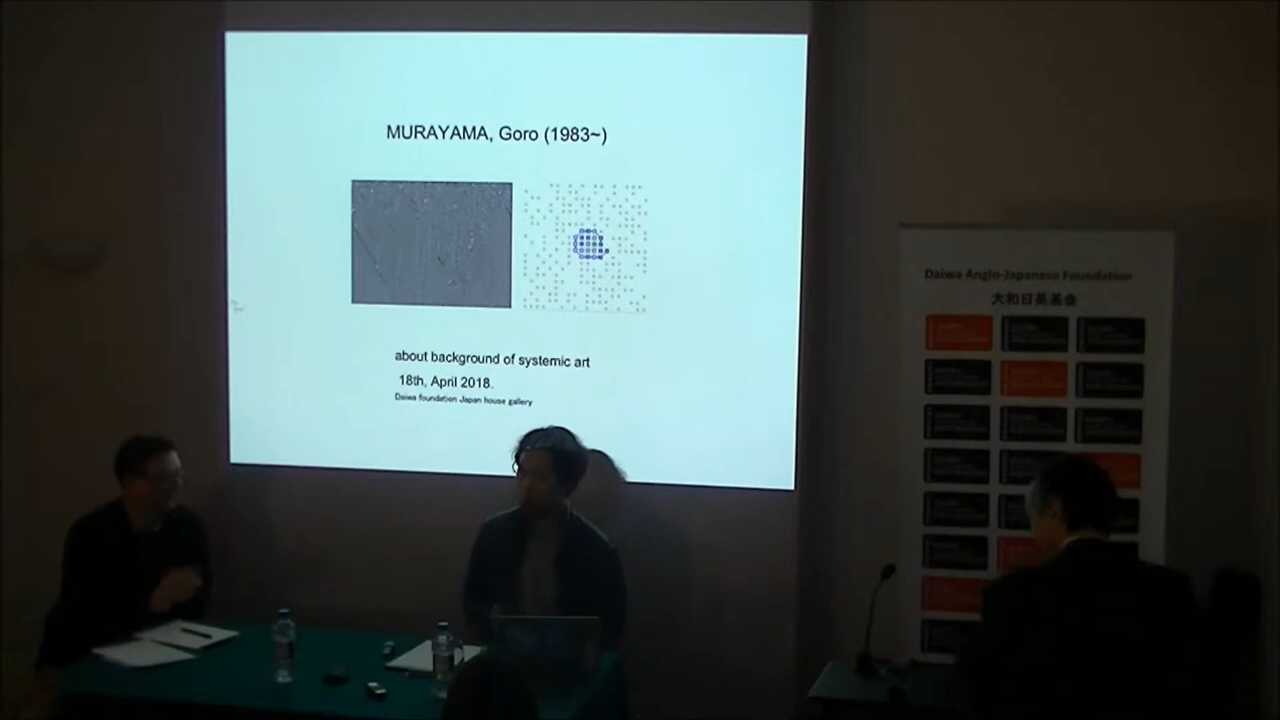 MURAYAMA, Goro (1983~)
about background of systemic art
18th, April 2018.
Daiwa foundation Japan house gallery
Daiwa Anglo-Japanese Foundation
大和日英基金